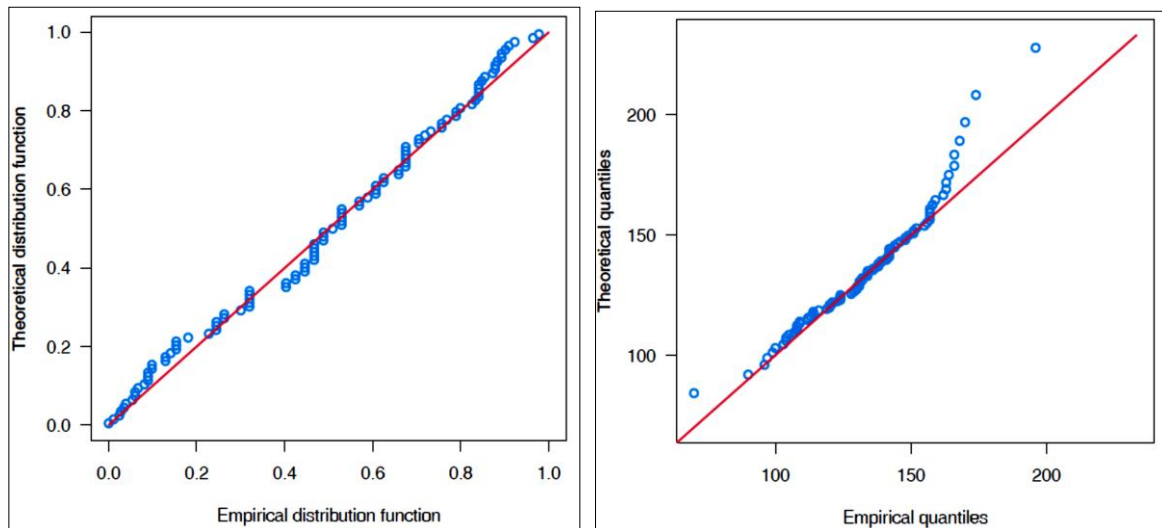 Theoretical distribution function
1.0
0.8
0.6
0.4
0.2
0.0
0.0 0.2 0.4 0.6 0.8 1.0
Empirical distribution function
Theoretical quantiles
200
150
100
100 150 200
Empirical quantiles